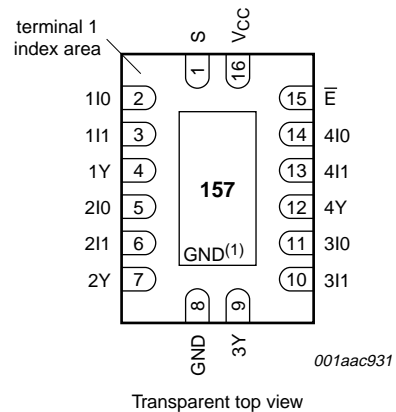 terminal 1
index area
S
VCC
1
16
1I0 2
15 E̅
1I1 3
14 4I0
1Y 4
13 4I1
157
2I0 5
12 4Y
2I1 6
11 3I0
GND(1)
2Y 7
10 3I1
8
9
GND
3Y
001aac931
Transparent top view